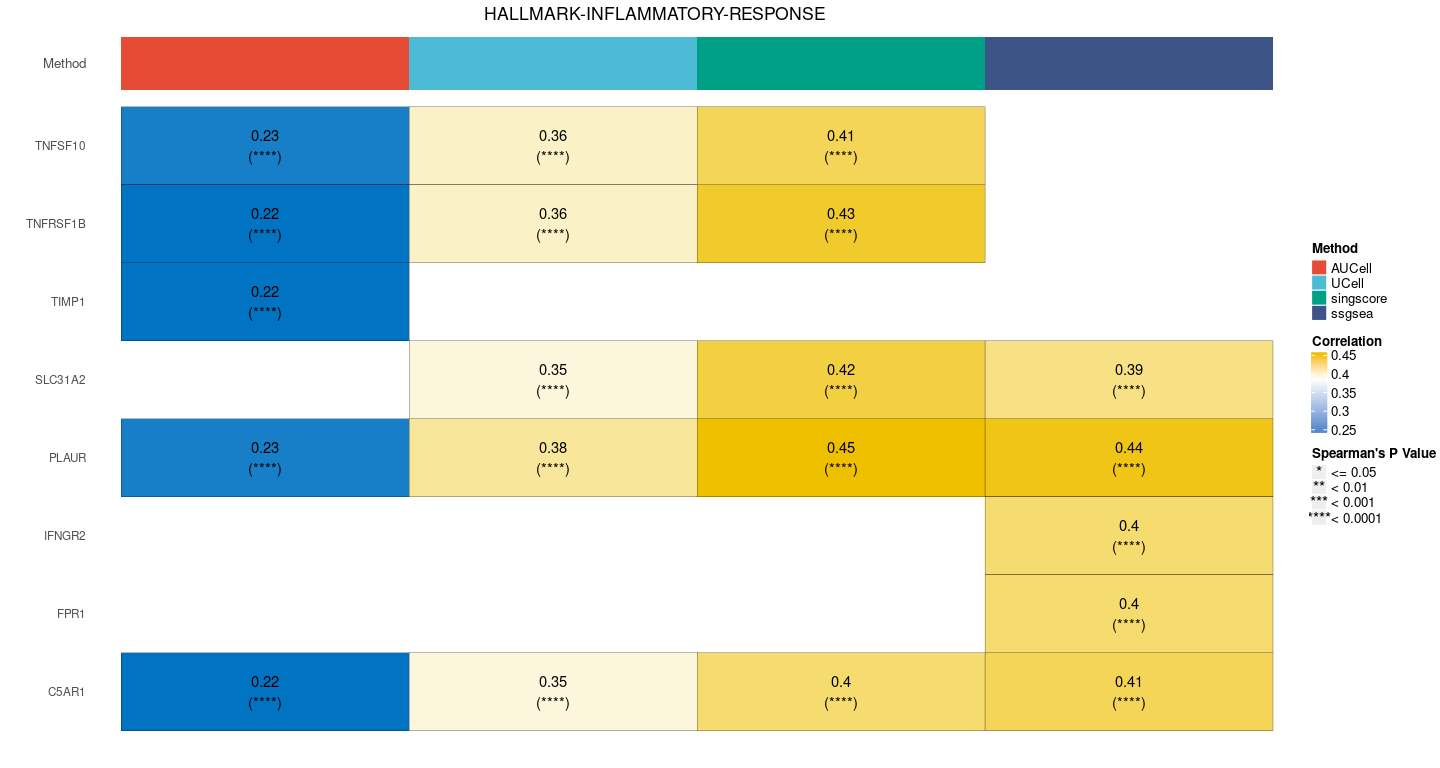 HALLMARK-INFLAMMATORY-RESPONSE
Method
TNFSF10
0.23
(****)
0.36
(****)
0.41
(****)
TNFRSF1B
0.22
(****)
0.36
(****)
0.43
(****)
TIMP1
0.22
(****)
SLC31A2
0.35
(****)
0.42
(****)
0.39
(****)
PLAUR
0.23
(****)
0.38
(****)
0.45
(****)
0.44
(****)
IFNGR2
0.4
(****)
FPR1
0.4
(****)
C5AR1
0.22
(****)
0.35
(****)
0.4
(****)
0.41
(****)
Method
AUCell
UCell
singscore
ssgsea
Correlation
0.45
0.4
0.35
0.3
0.25
Spearman's P Value
* <= 0.05
** < 0.01
*** < 0.001
**** < 0.0001